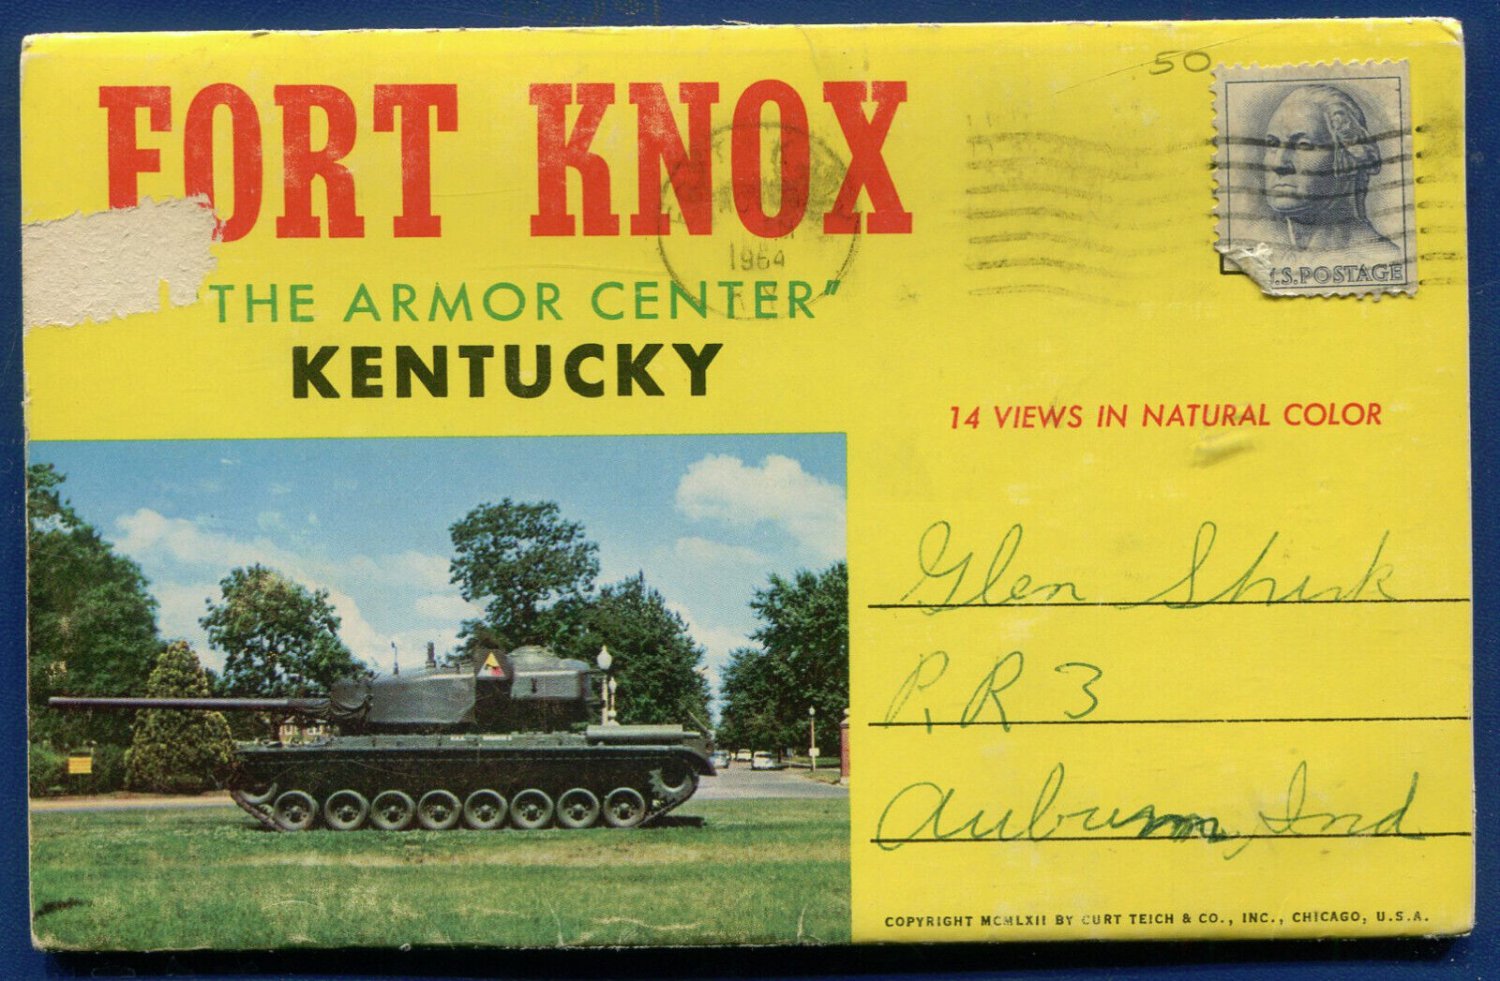 FORT KNOX
"THE ARMOR CENTER"
KENTUCKY
50
1964
U.S. POSTAGE
14 VIEWS IN NATURAL COLOR
Glen Shirk
R, R 3
Auburn, Ind
COPYRIGHT MCMLXII BY CURT TEICH & CO., INC., CHICAGO, U.S.A.